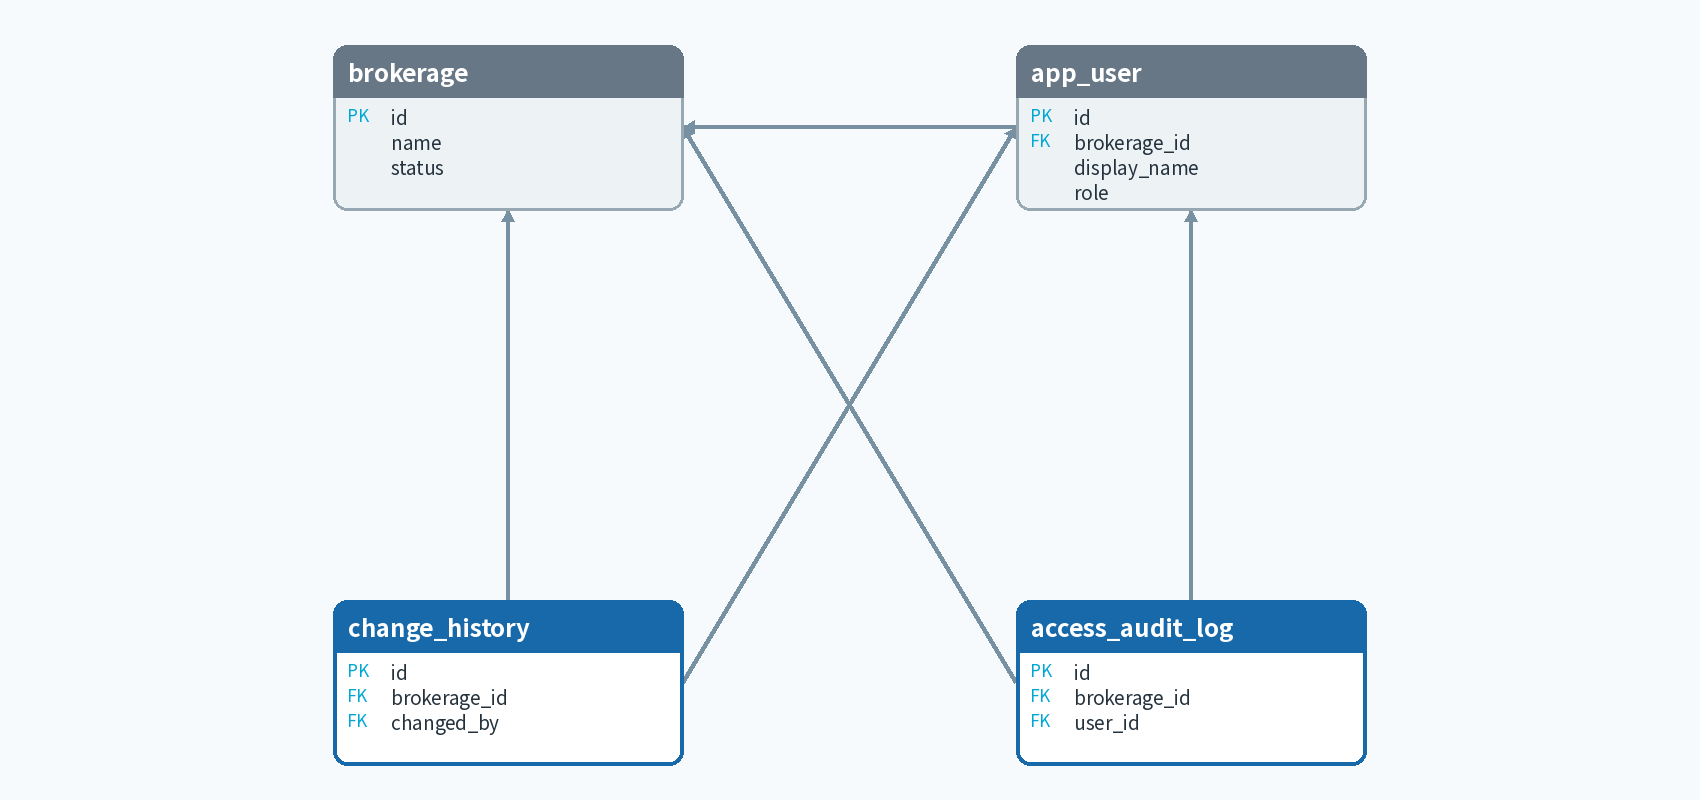 brokerage
PK id
name
status
app_user
PK id
FK brokerage_id
display_name
role
change_history
PK id
FK brokerage_id
FK changed_by
access_audit_log
PK id
FK brokerage_id
FK user_id